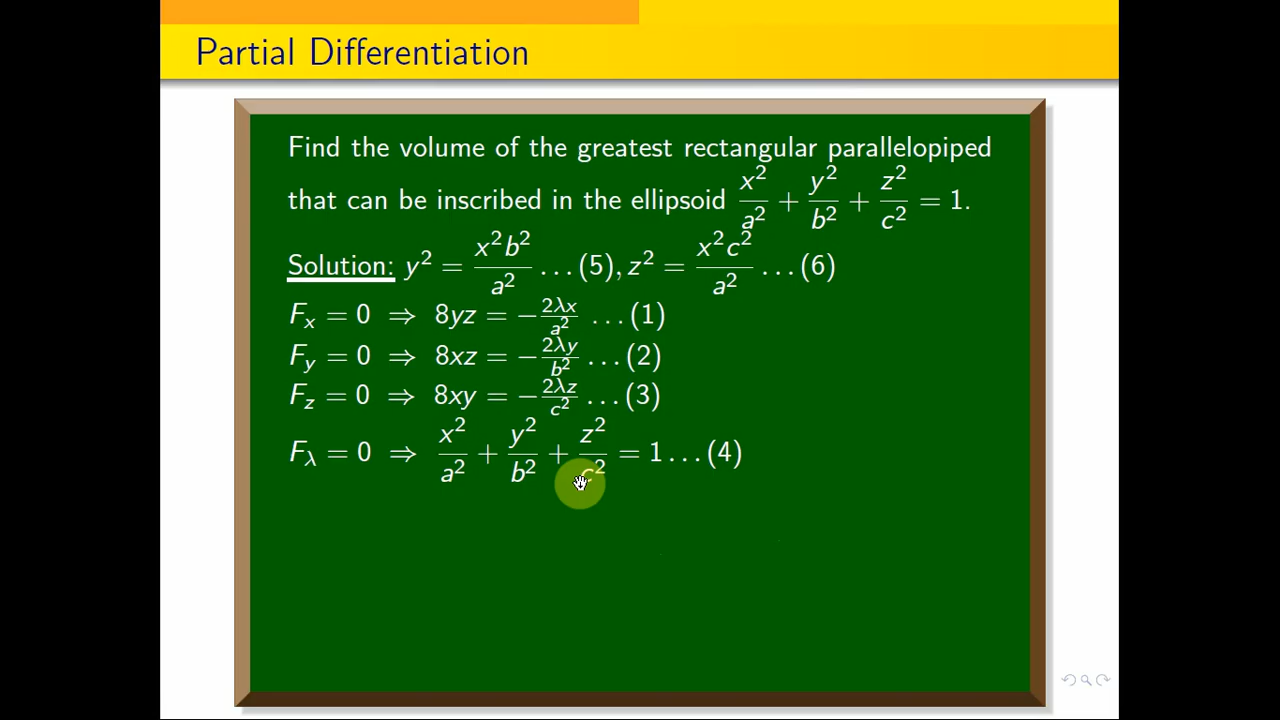 Partial Differentiation
Find the volume of the greatest rectangular parallelopiped
that can be inscribed in the ellipsoid x²/a² + y²/b² + z²/c² = 1.
Solution: y² = x²b²/a² …(5), z² = x²c²/a² …(6)
Fₓ = 0 ⇒ 8yz = −2λx/a² …(1)
F_y = 0 ⇒ 8xz = −2λy/b² …(2)
F_z = 0 ⇒ 8xy = −2λz/c² …(3)
F_λ = 0 ⇒ x²/a² + y²/b² + z²/c² = 1…(4)